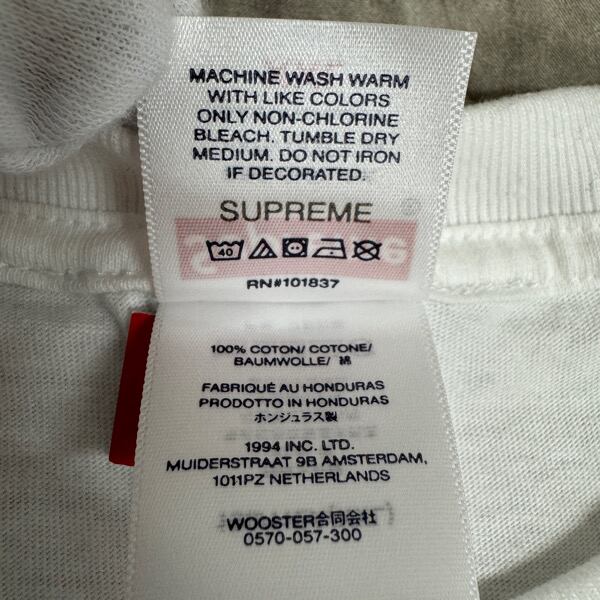 MACHINE WASH WARM
WITH LIKE COLORS
ONLY NON-CHLORINE
BLEACH. TUMBLE DRY
MEDIUM. DO NOT IRON
IF DECORATED.
SUPREME
40
RN#101837
100% COTON/ COTONE/
BAUMWOLLE/ 綿
FABRIQUÉ AU HONDURAS
PRODOTTO IN HONDURAS
ホンジュラス製
1994 INC. LTD.
MUIDERSTRAAT 9B AMSTERDAM,
1011PZ NETHERLANDS
WOOSTER合同会社
0570-057-300